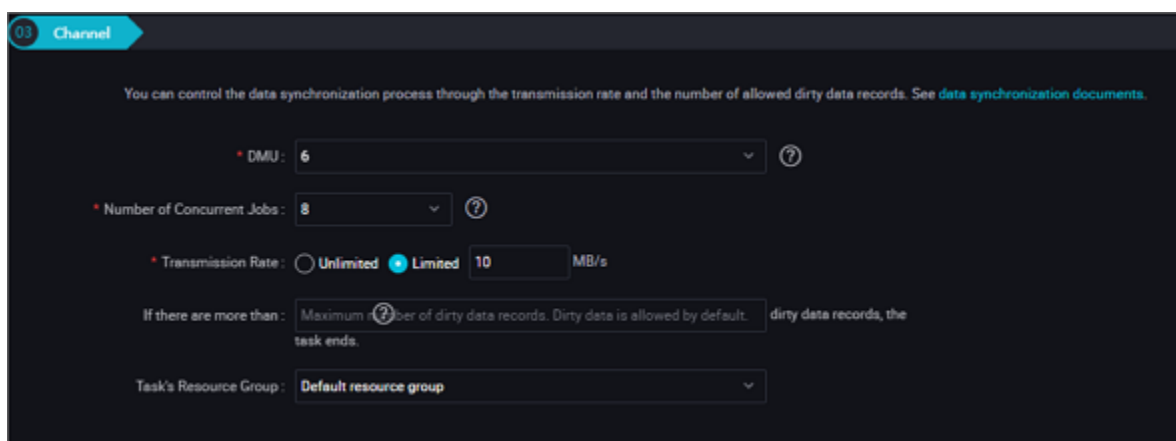 03 Channel
You can control the data synchronization process through the transmission rate and the number of allowed dirty data records. See data synchronization documents.
* DMU : 6 ?
* Number of Concurrent Jobs : 8 ?
* Transmission Rate : Unlimited Limited 10 MB/s
If there are more than : Maximum n ? ber of dirty data records. Dirty data is allowed by default. dirty data records, the
task ends.
Task's Resource Group : Default resource group